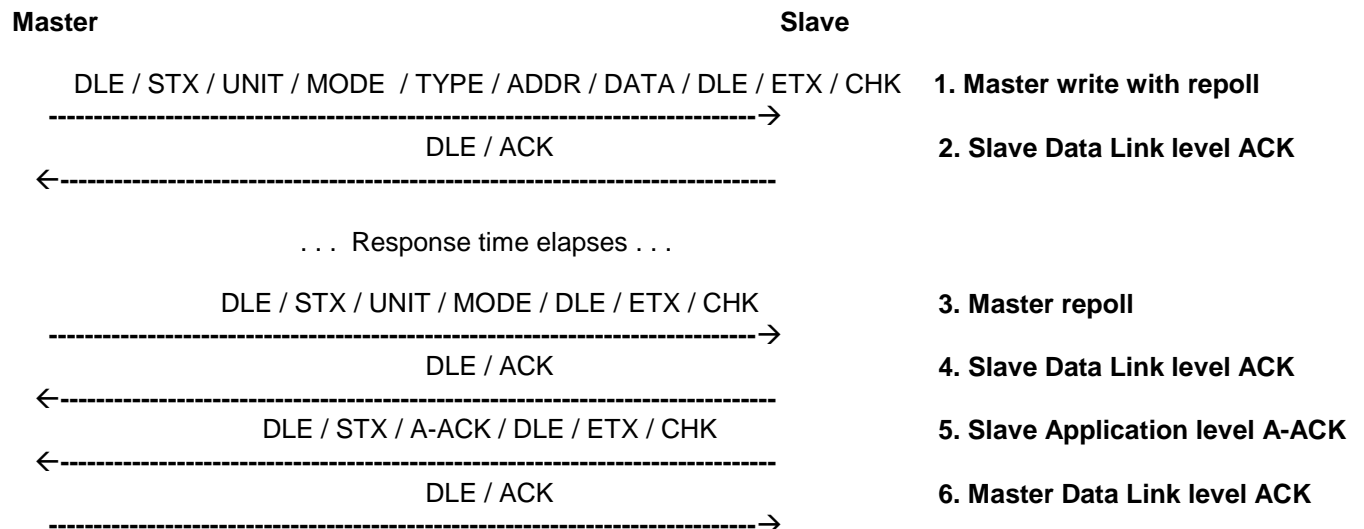 Master Slave
DLE / STX / UNIT / MODE / TYPE / ADDR / DATA / DLE / ETX / CHK 1. Master write with repoll
DLE / ACK 2. Slave Data Link level ACK
. . . Response time elapses . . .
DLE / STX / UNIT / MODE / DLE / ETX / CHK 3. Master repoll
DLE / ACK 4. Slave Data Link level ACK
DLE / STX / A-ACK / DLE / ETX / CHK 5. Slave Application level A-ACK
DLE / ACK 6. Master Data Link level ACK